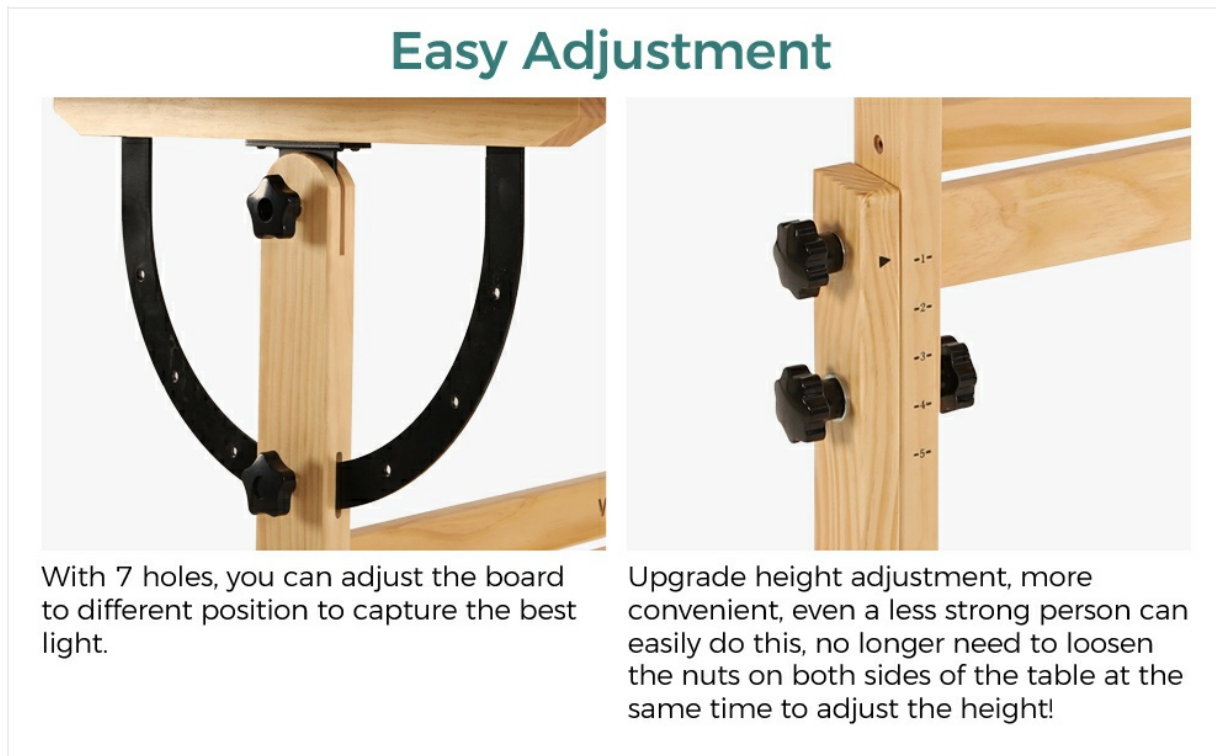 Easy Adjustment
With 7 holes, you can adjust the board
to different position to capture the best
light.
-1-
-2-
-3-
-4-
-5-
Upgrade height adjustment, more
convenient, even a less strong person can
easily do this, no longer need to loosen
the nuts on both sides of the table at the
same time to adjust the height!